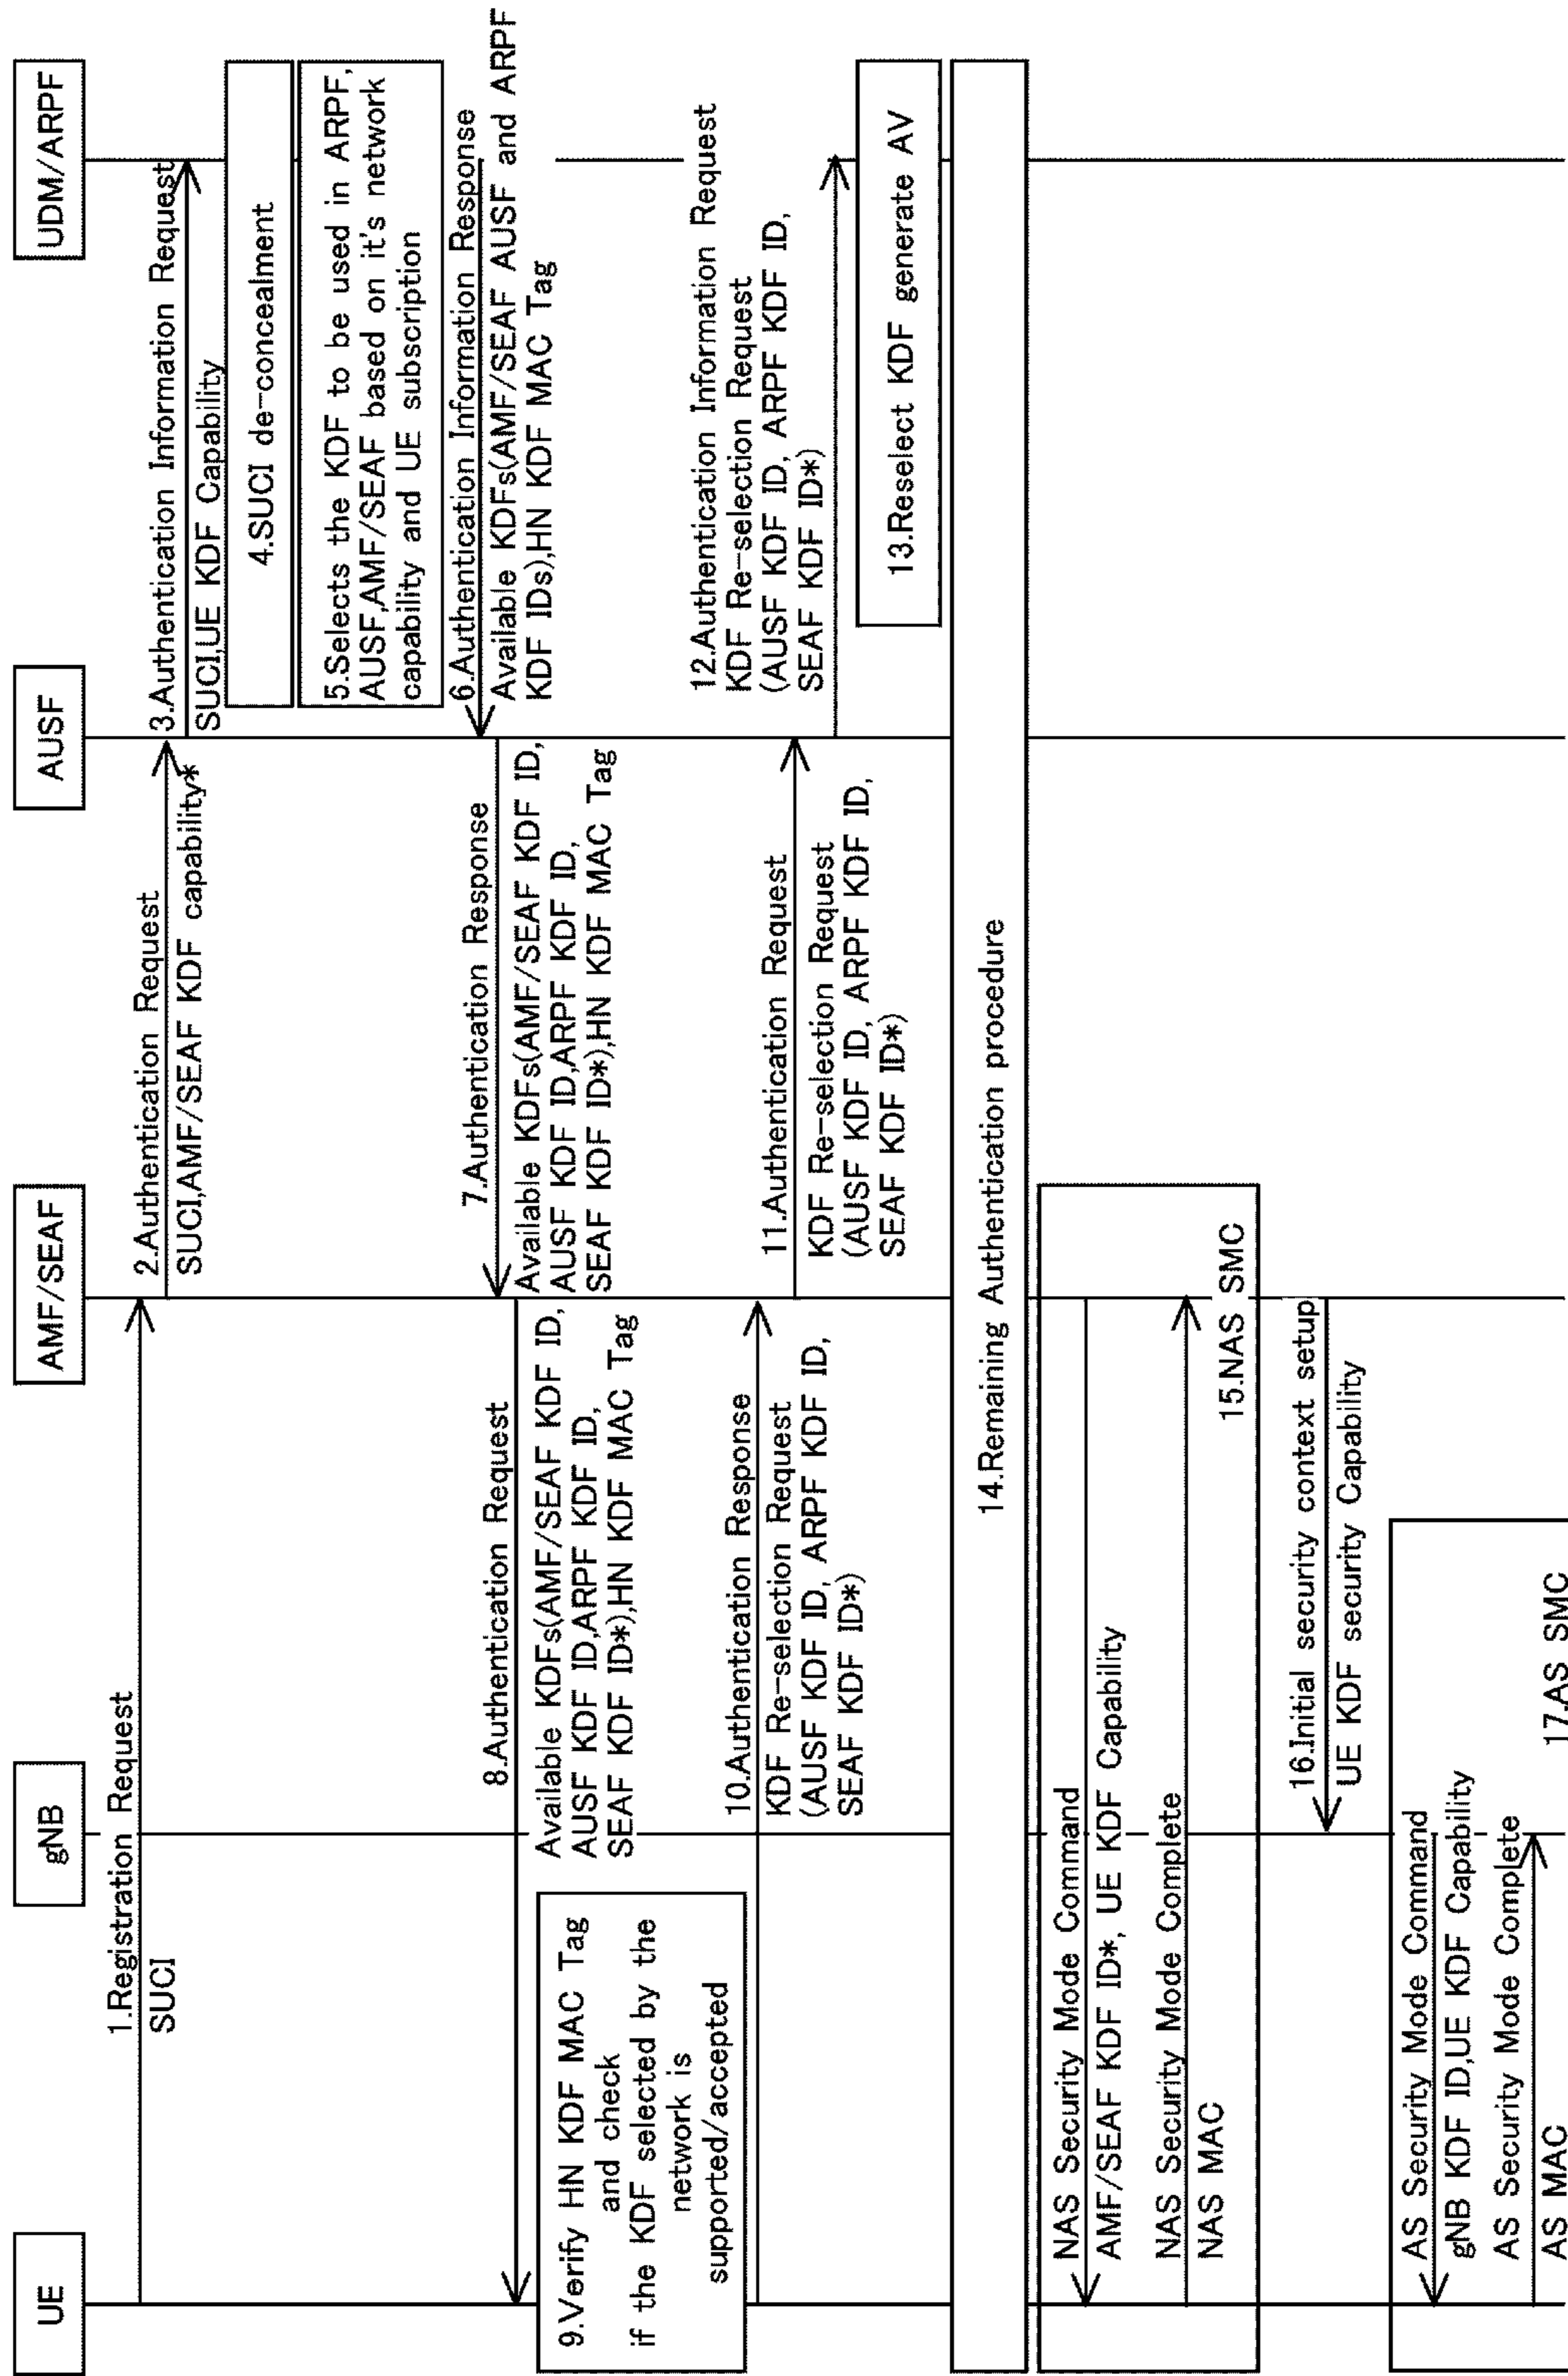 UE
gNB
AMF/SEAF
AUSF
UDM/ARPF
1.Registration Request
SUCI
2.Authentication Request
SUCI,AMF/SEAF KDF capability*
3.Authentication Information Request
SUCI,UE KDF Capability
4.SUCI de-concealment
5.Selects the KDF to be used in ARPF,
AUSF,AMF/SEAF based on it's network
capability and UE subscription
6.Authentication Information Response
Available KDFs(AMF/SEAF AUSF and ARPF
KDF IDs),HN KDF MAC Tag
7.Authentication Response
Available KDFs(AMF/SEAF KDF ID,
AUSF KDF ID,ARPF KDF ID,
SEAF KDF ID*),HN KDF MAC Tag
8.Authentication Request
Available KDFs(AMF/SEAF KDF ID,
AUSF KDF ID,ARPF KDF ID,
SEAF KDF ID*),HN KDF MAC Tag
9.Verify HN KDF MAC Tag
and check
if the KDF selected by the
network is
supported/accepted
10.Authentication Response
KDF Re-selection Request
(AUSF KDF ID, ARPF KDF ID,
SEAF KDF ID*)
11.Authentication Request
KDF Re-selection Request
(AUSF KDF ID, ARPF KDF ID,
SEAF KDF ID*)
12.Authentication Information Request
KDF Re-selection Request
(AUSF KDF ID, ARPF KDF ID,
SEAF KDF ID*)
13.Reselect KDF generate AV
14.Remaining Authentication procedure
NAS Security Mode Command
AMF/SEAF KDF ID*, UE KDF Capability
NAS Security Mode Complete
NAS MAC
15.NAS SMC
16.Initial security context setup
UE KDF security Capability
AS Security Mode Command
gNB KDF ID,UE KDF Capability
AS Security Mode Complete
AS MAC
17.AS SMC